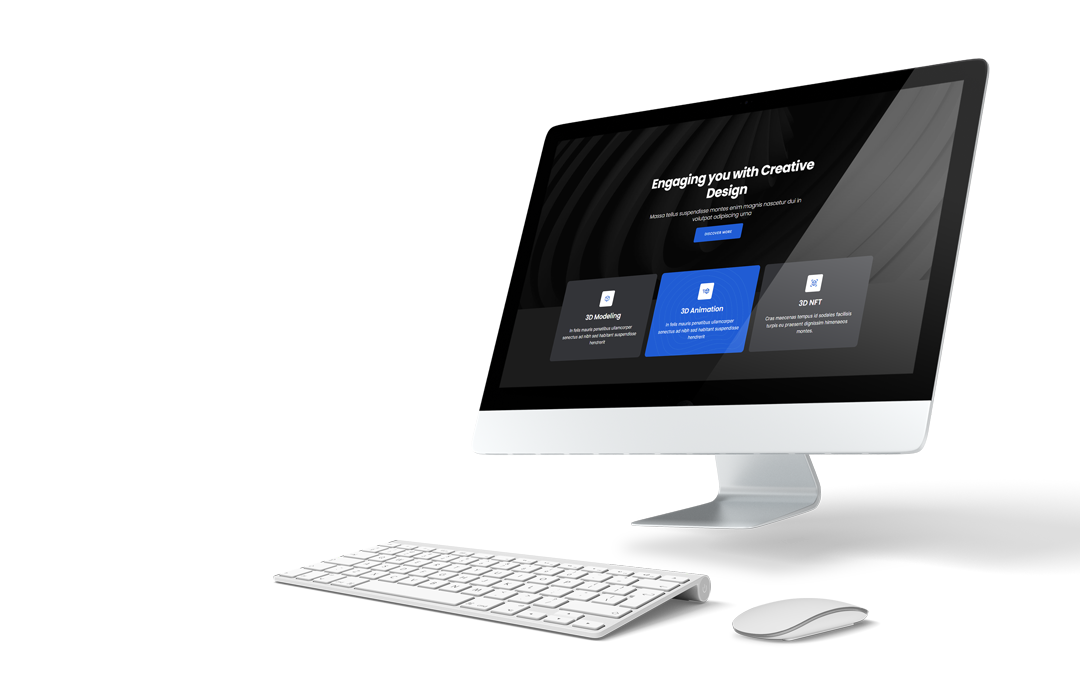 Engaging you with Creative
Design
Massa tellus suspendisse montes enim magnis nascetur dui in
volutpat adipiscing urna
DISCOVER MORE
3D Modeling
In felis mauris penatibus ullamcorper
senectus ad nibh sed habitant suspendisse
hendrerit
3D Animation
In felis mauris penatibus ullamcorper
senectus ad nibh sed habitant suspendisse
hendrerit
3D NFT
Cras maecenas tempus id sodales facilisis
turpis eu praesent dignissim himenaeos
montes